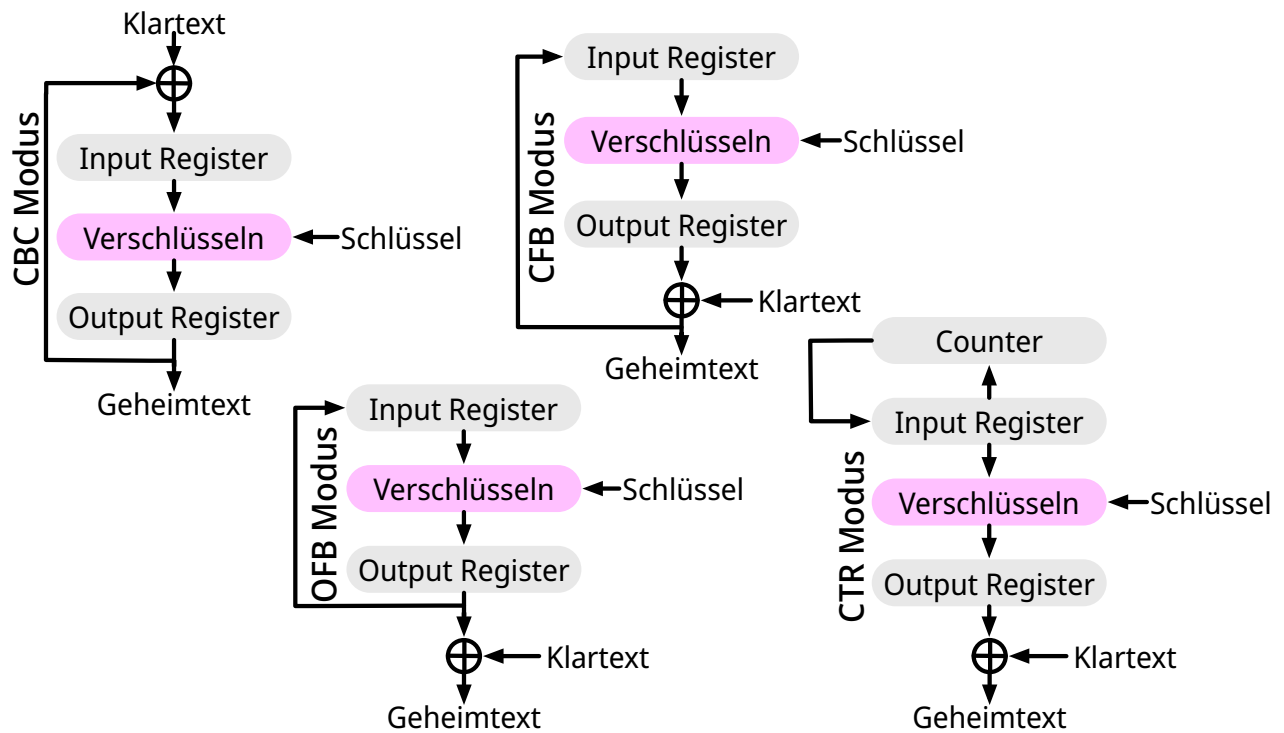 Klartext
CBC Modus
Input Register
Verschlüsseln
Schlüssel
Output Register
Geheimtext
CFB Modus
Input Register
Verschlüsseln
Schlüssel
Output Register
Klartext
Geheimtext
OFB Modus
Input Register
Verschlüsseln
Schlüssel
Output Register
Klartext
Geheimtext
CTR Modus
Counter
Input Register
Verschlüsseln
Schlüssel
Output Register
Klartext
Geheimtext